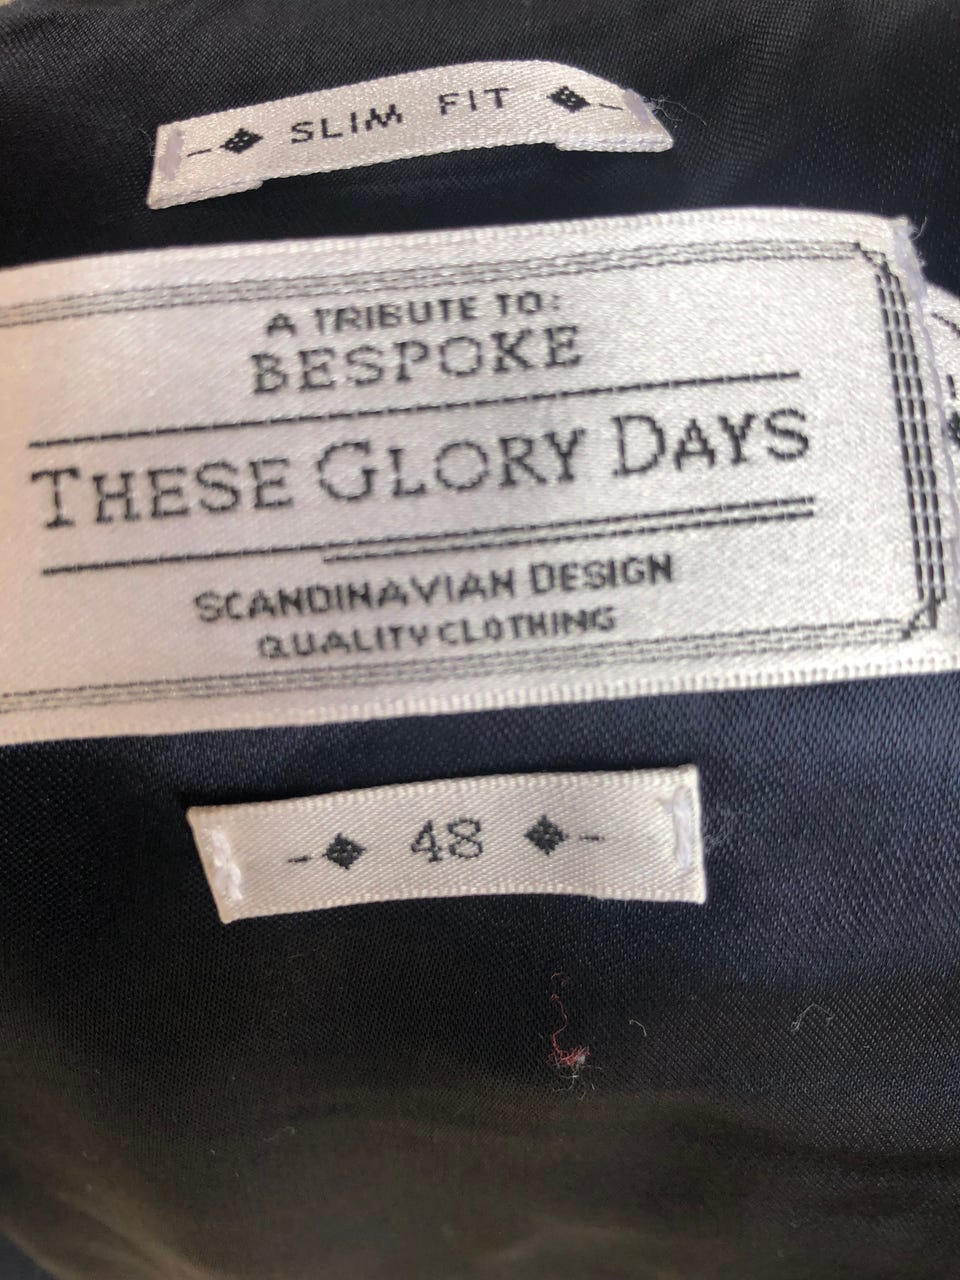 SLIM FIT
A TRIBUTE TO:
BESPOKE
THESE GLORY DAYS
SCANDINAVIAN DESIGN
QUALITY CLOTHING
48